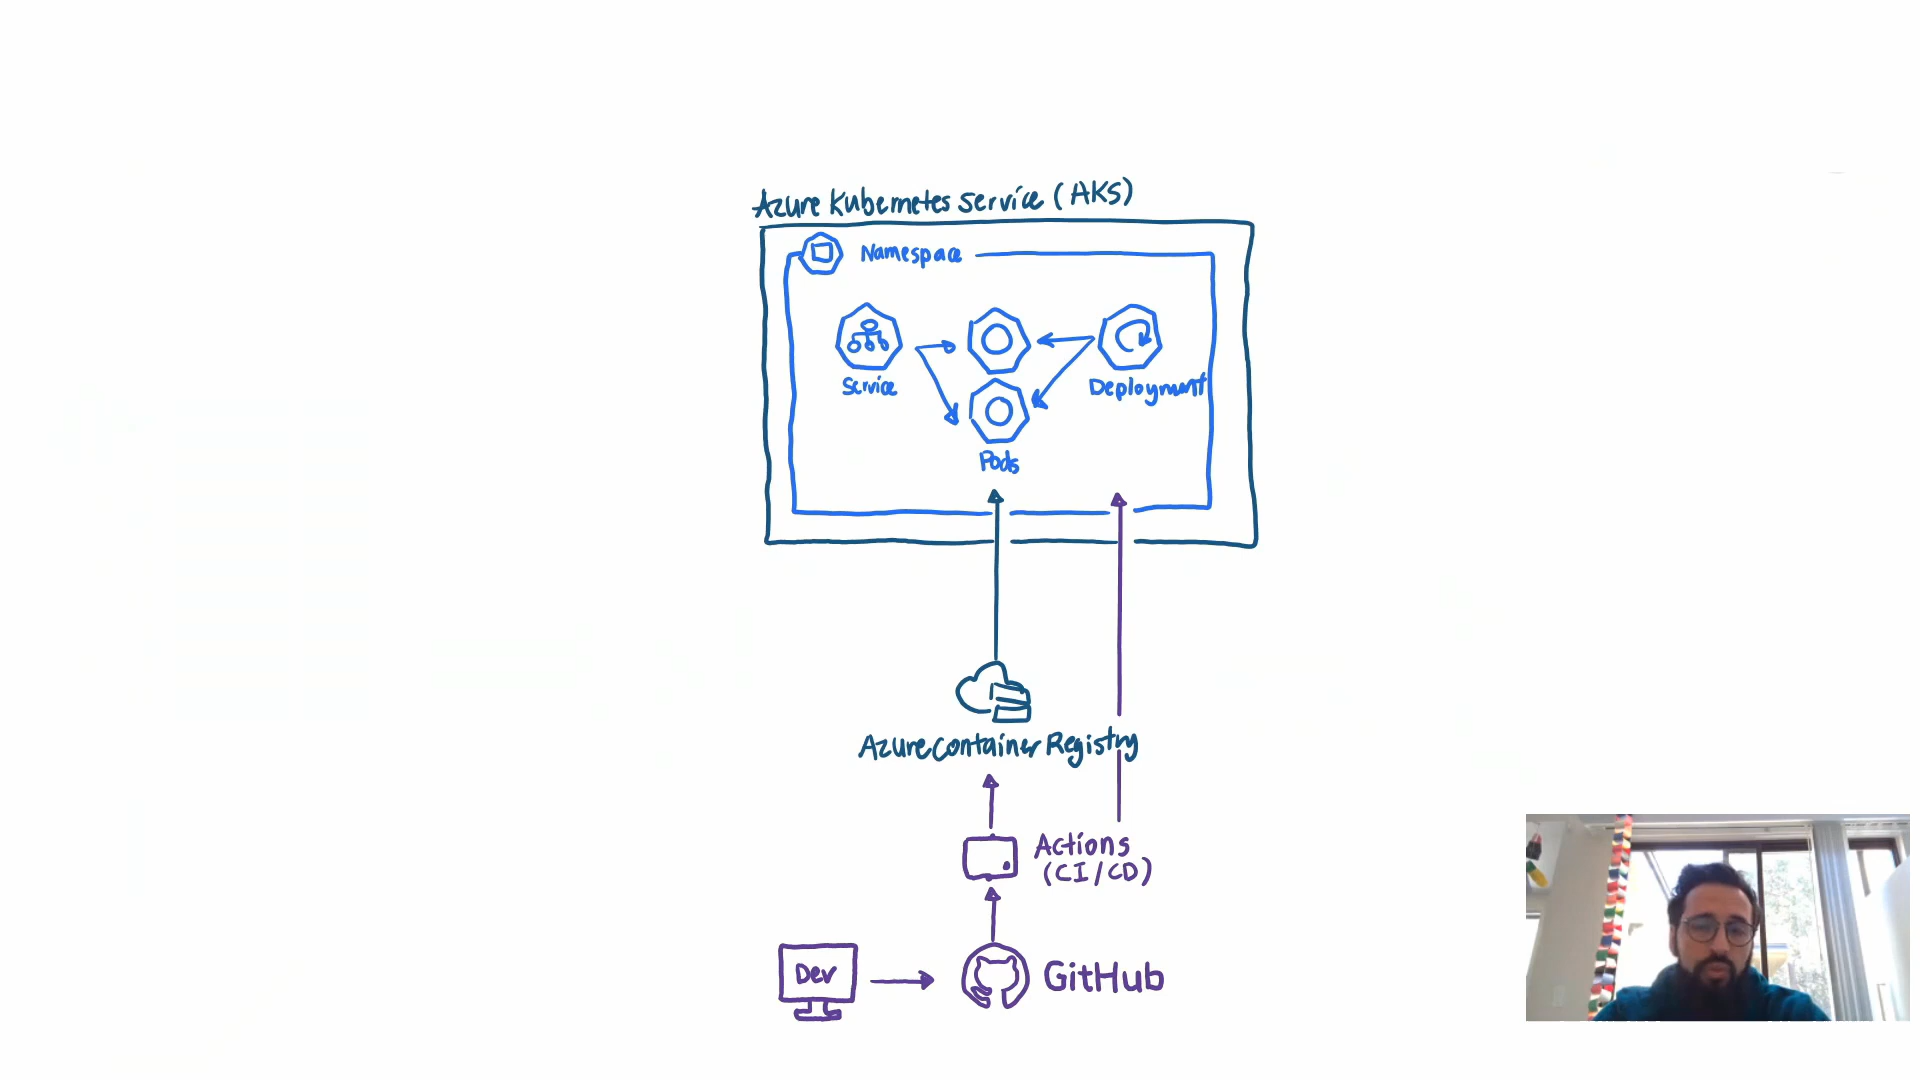 Azure Kubernetes Service (AKS)
Namespace
Service
Deployment
Pods
Azure Container Registry
Actions
(CI/CD)
Dev
GitHub